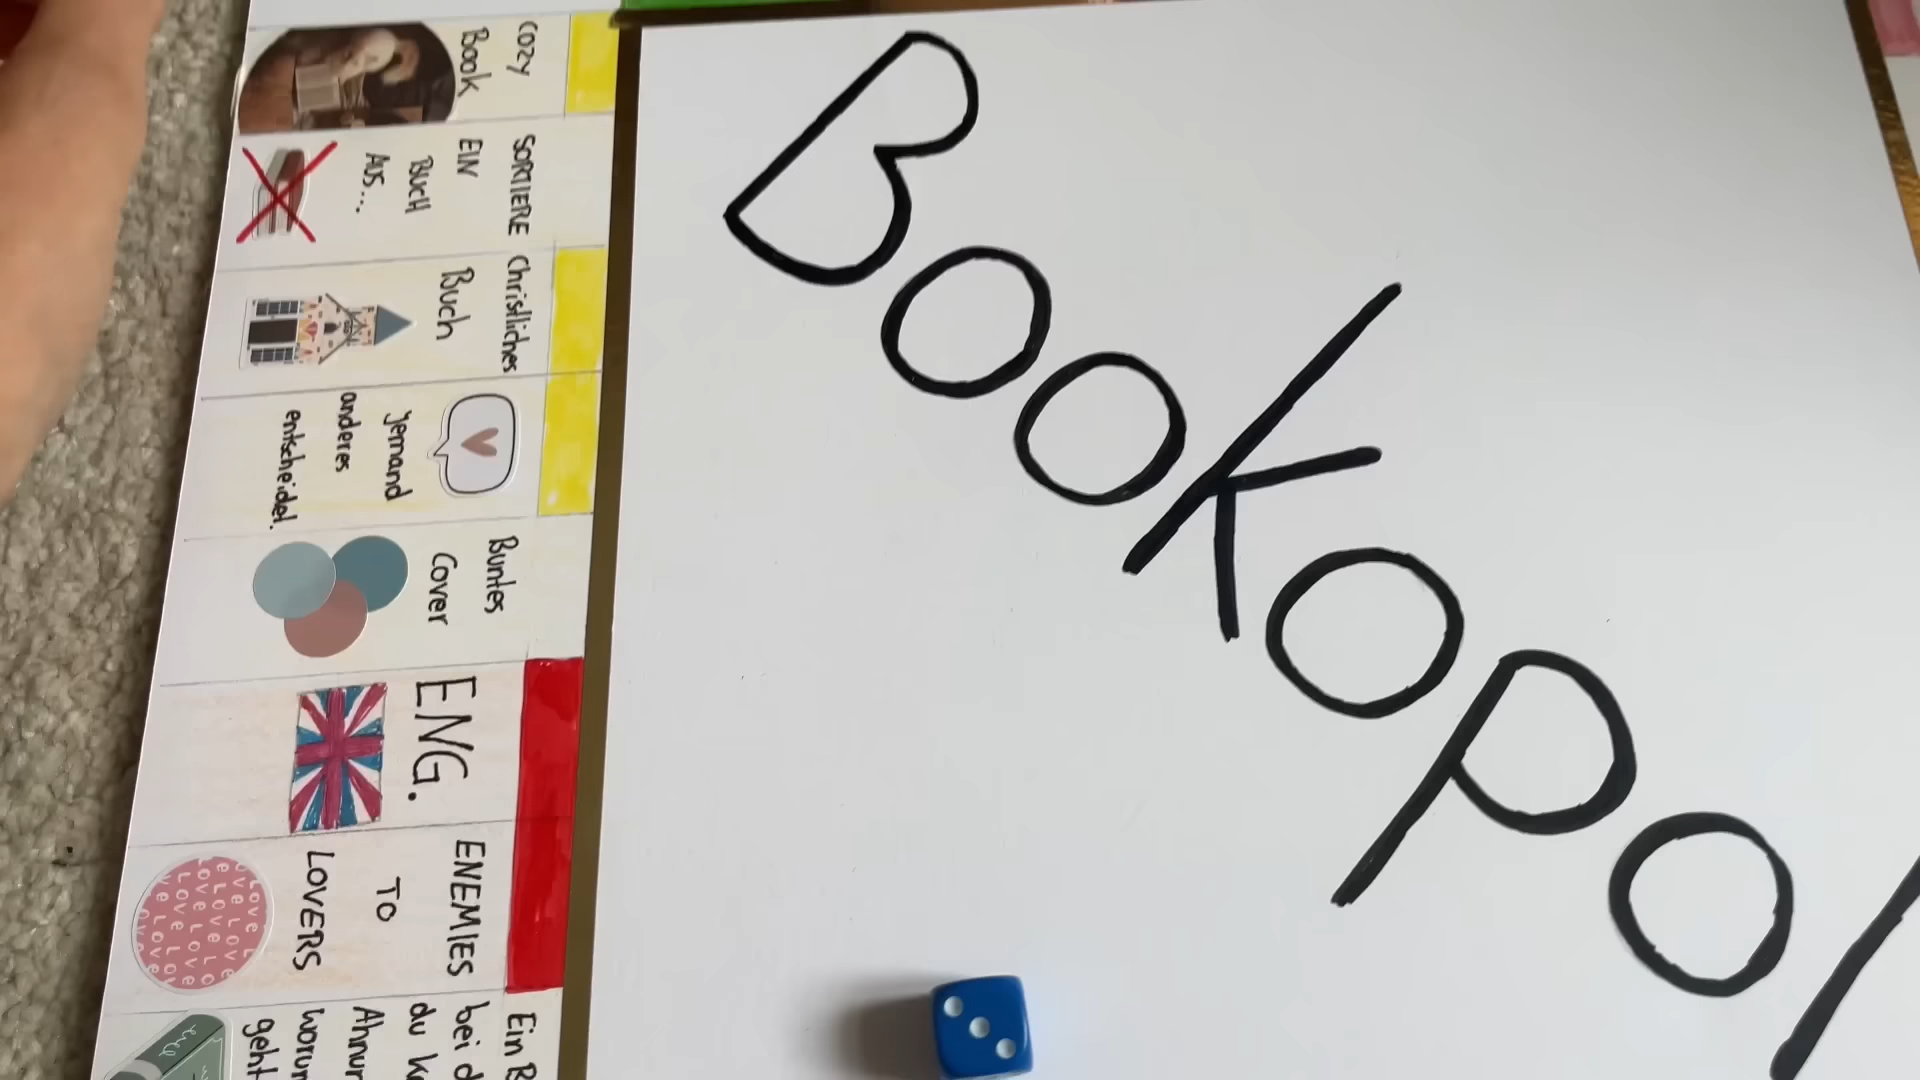 Bookopol
cozy
Book
SORTIERE
EIN
BUCH
AUS...
Christliches
Buch
jemand
anderes
entscheidet.
Buntes
Cover
ENG.
ENEMIES
TO
LOVERS
Ein B
bei d
du k
Ahnun
worum
geht